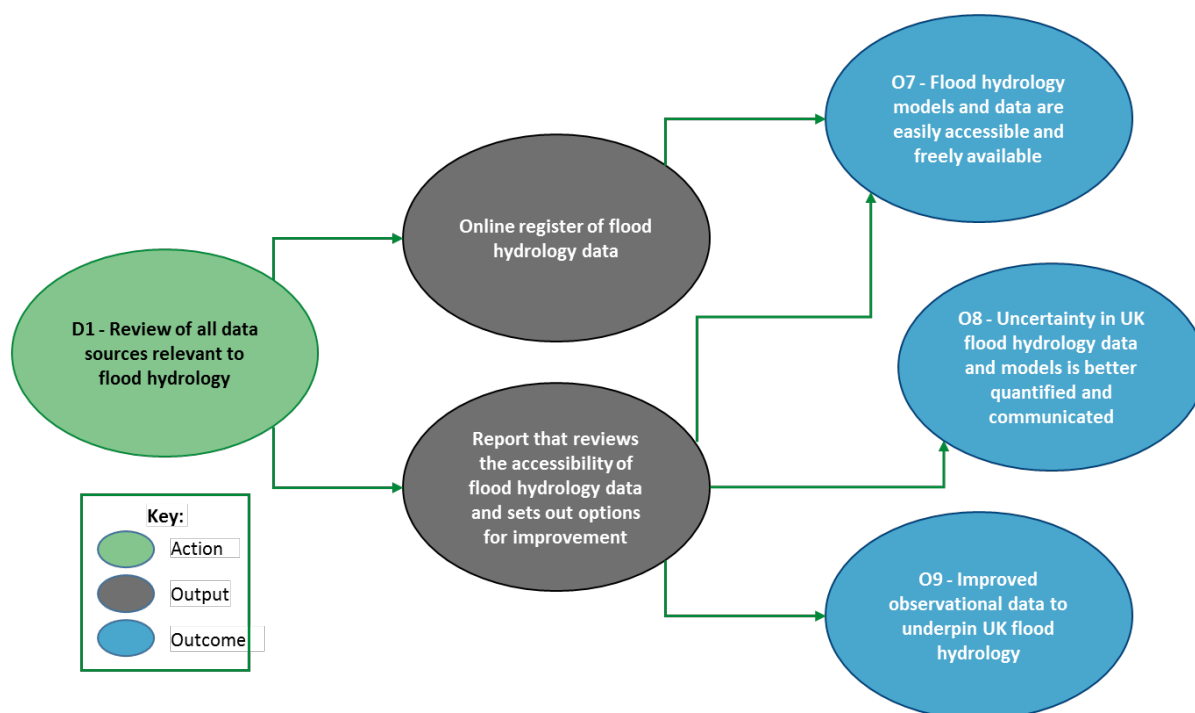 D1 - Review of all data
sources relevant to
flood hydrology
Online register of flood
hydrology data
Report that reviews
the accessibility of
flood hydrology data
and sets out options
for improvement
O7 - Flood hydrology
models and data are
easily accessible and
freely available
O8 - Uncertainty in UK
flood hydrology data
and models is better
quantified and
communicated
O9 - Improved
observational data to
underpin UK flood
hydrology
Key:
Action
Output
Outcome